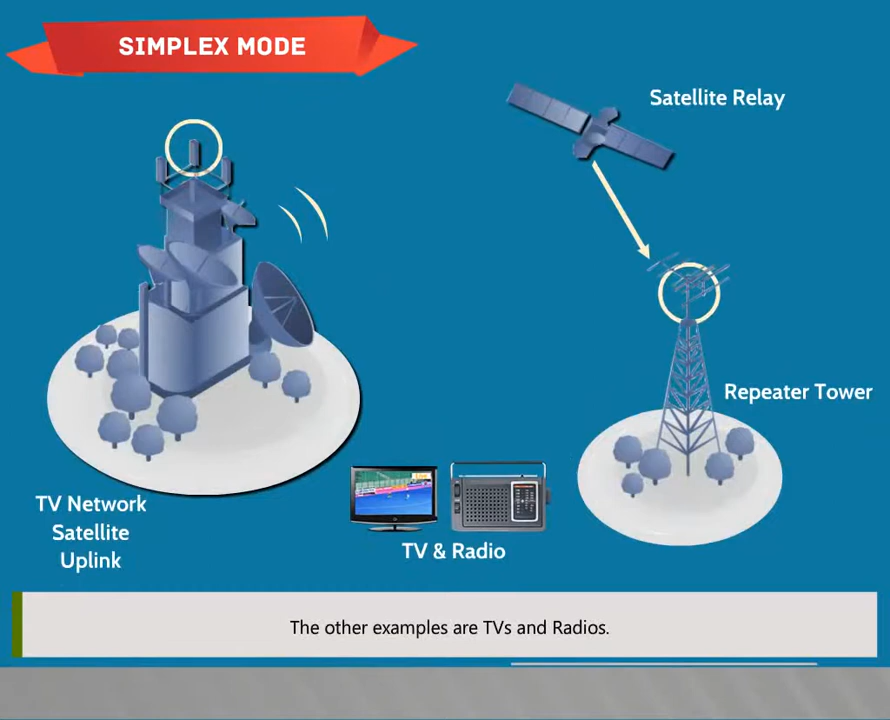 SIMPLEX MODE
Satellite Relay
Repeater Tower
TV Network
Satellite
Uplink
TV & Radio
The other examples are TVs and Radios.